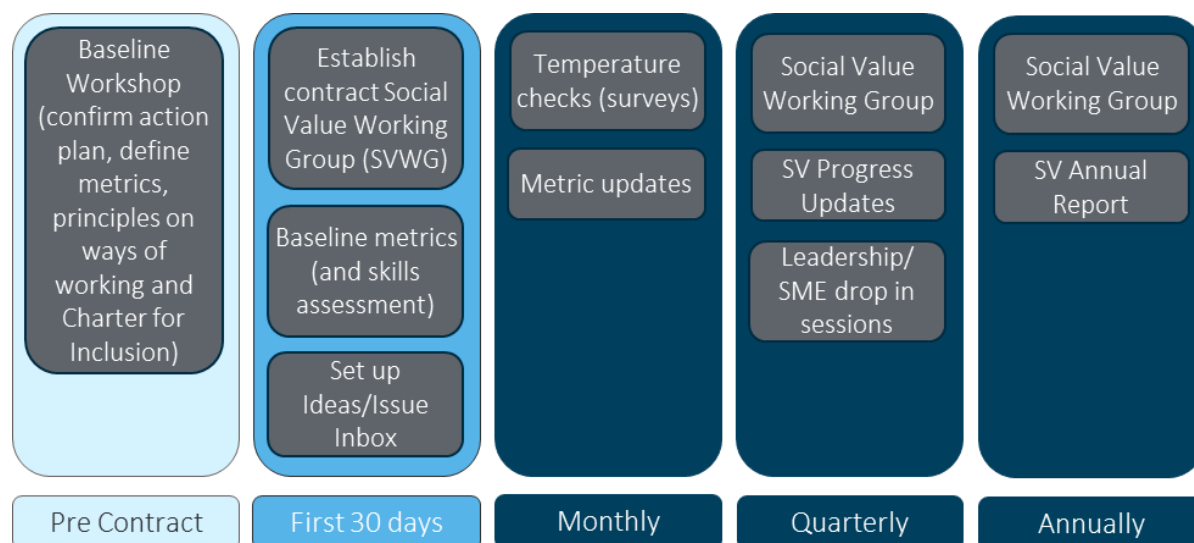 Baseline
Workshop
(confirm action
plan, define
metrics,
principles on
ways of
working and
Charter for
Inclusion)
Establish
contract Social
Value Working
Group (SVWG)
Baseline metrics
(and skills
assessment)
Set up
Ideas/Issue
Inbox
Temperature
checks (surveys)
Metric updates
Social Value
Working Group
SV Progress
Updates
Leadership/
SME drop in
sessions
Social Value
Working Group
SV Annual
Report
Pre Contract
First 30 days
Monthly
Quarterly
Annually